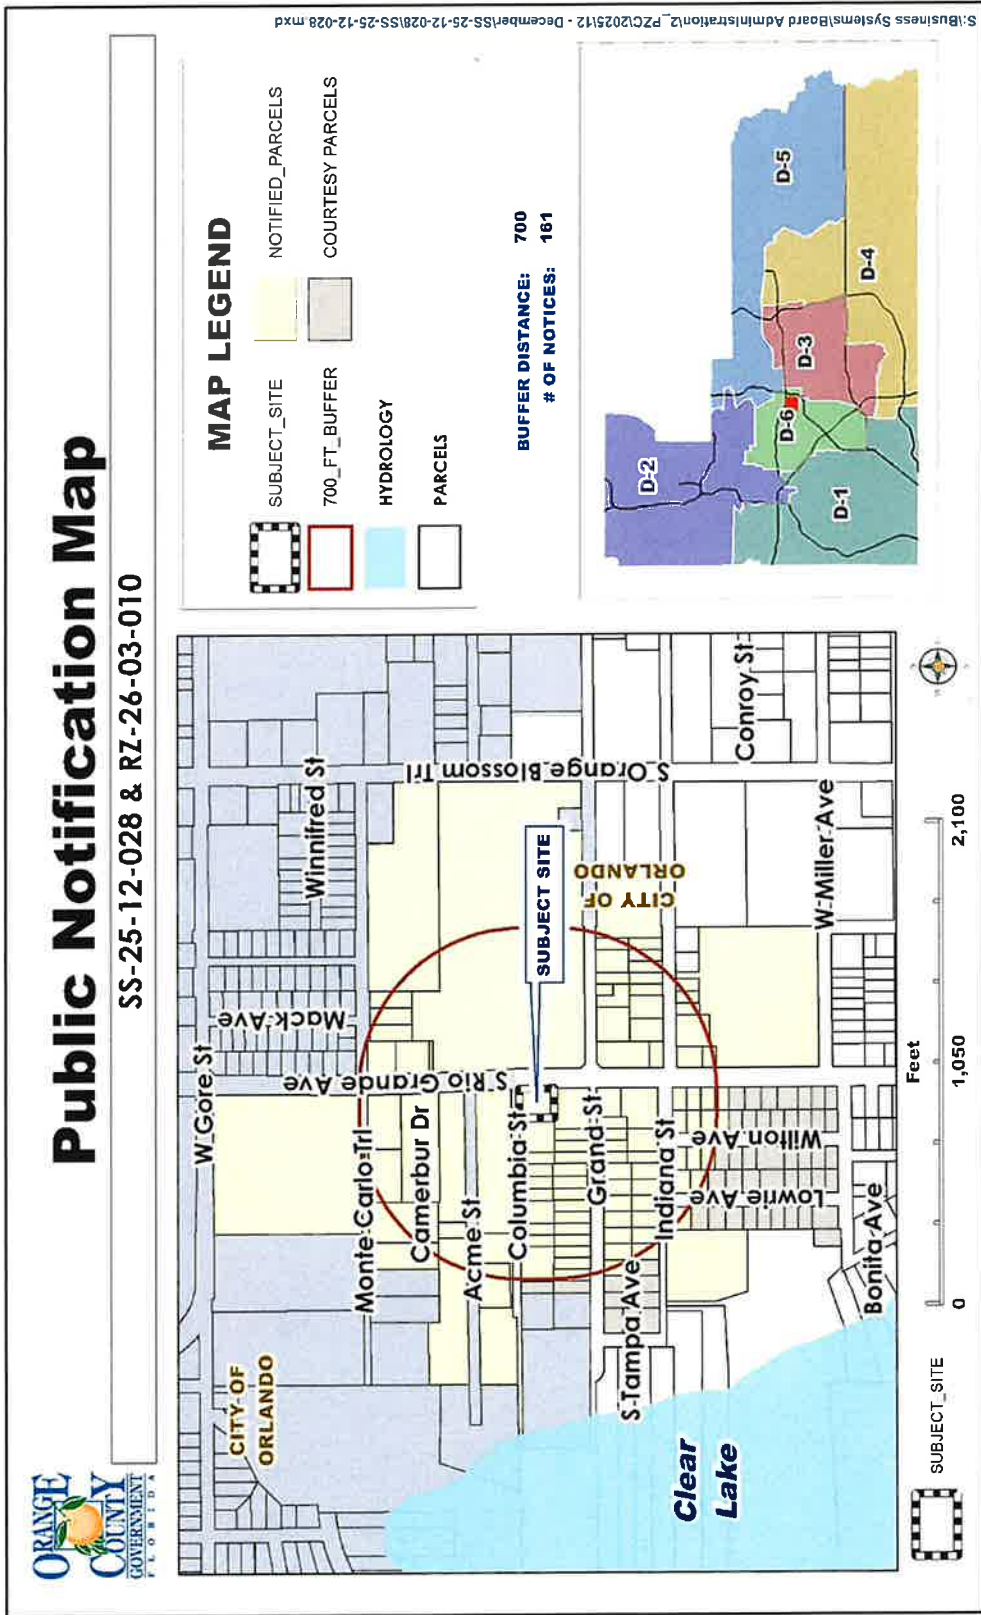 ORANGE
COUNTY
GOVERNMENT
FLORIDA
Public Notification Map
SS-25-12-028 & RZ-26-03-010
W Gore St
Winnifred St
Mack Ave
CITY OF
ORLANDO
Monte Carlo Trl
S Rio Grande Ave
S Orange Blossom Trl
Camerbur Dr
Acme St
Columbia St
SUBJECT SITE
Grand St
CITY OF
ORLANDO
S Tampa Ave
Indiana St
Lowrie Ave
Wilton Ave
Conroy St
W Miller Ave
Bonita Ave
Clear
Lake
SUBJECT_SITE
Feet
0
1,050
2,100
MAP LEGEND
SUBJECT_SITE
NOTIFIED_PARCELS
700_FT_BUFFER
COURTESY PARCELS
HYDROLOGY
PARCELS
BUFFER DISTANCE: 700
# OF NOTICES: 161
D-2
D-5
D-6
D-3
D-1
D-4
S:\Business Systems\Board Administration\2_PZC\2025\12 - December\SS-25-12-028\SS-25-12-028.mxd